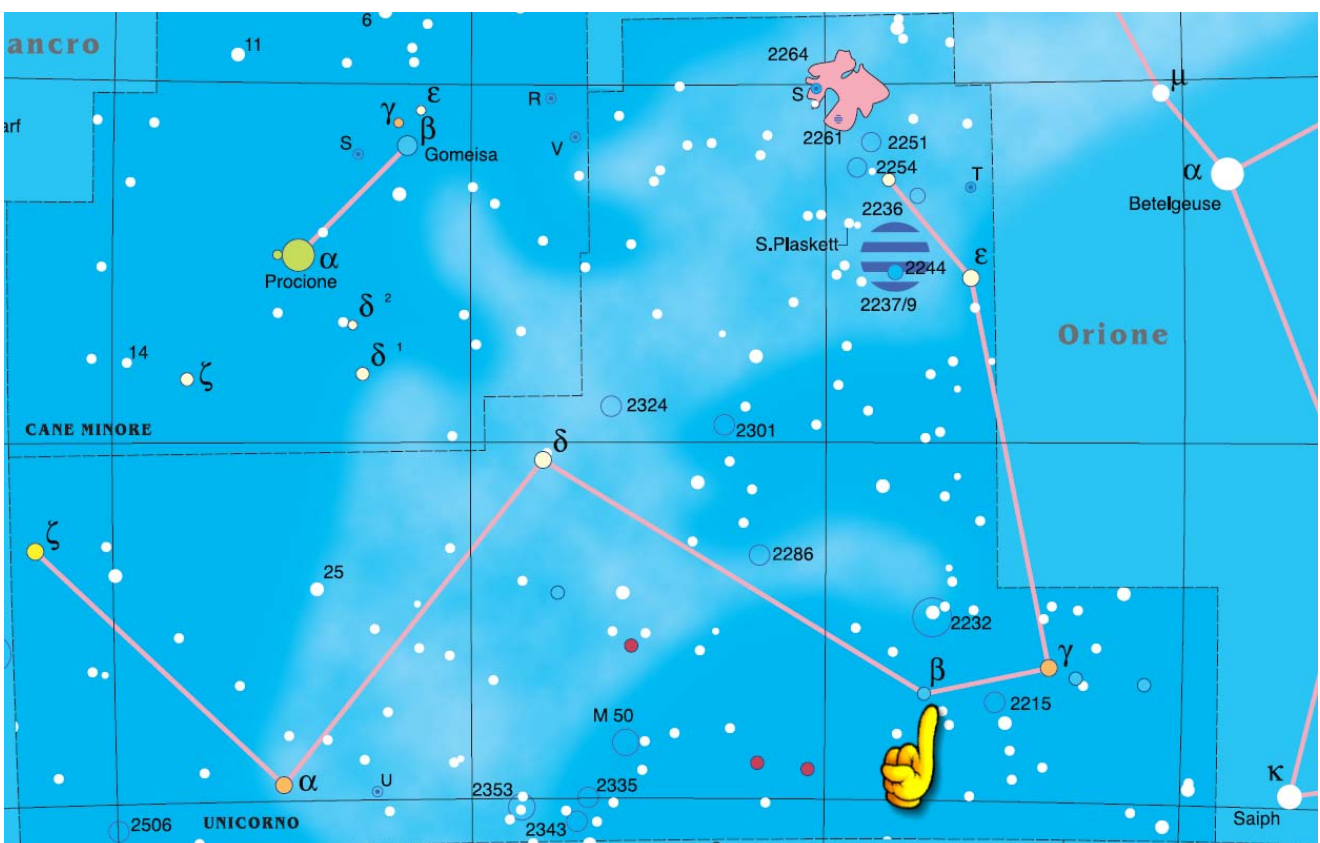 6
ancro
11
2264
μ
ε
R
S
γ
β
arf
2261
2251
S
Gomeisa
V
2254
α
T
Betelgeuse
2236
S.Plaskett
α
ε
2244
Procione
2237/9
δ 2
Orione
δ 1
14
ζ
2324
CANE MINORE
2301
δ
ζ
2286
25
2232
γ
β
M 50
2215
κ
α
U
2353
2335
Saiph
2506
UNICORNO
2343